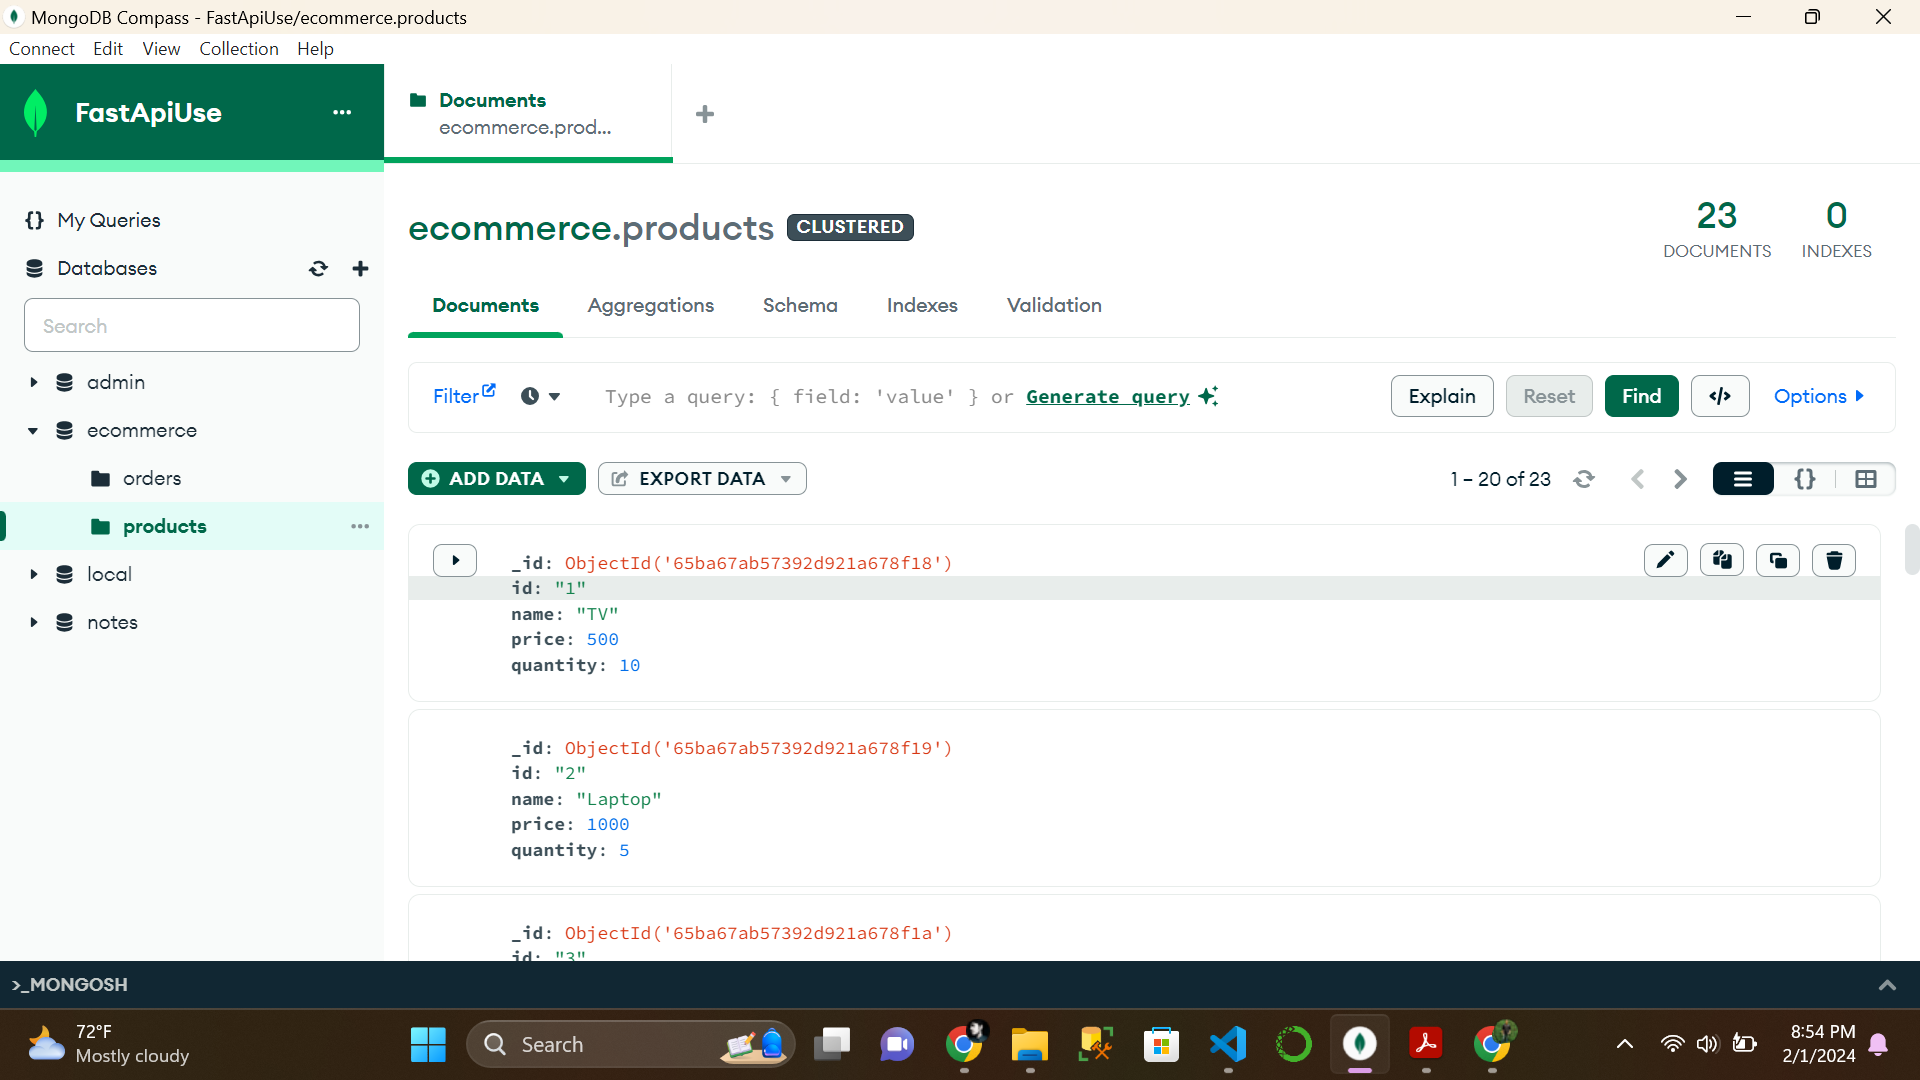 MongoDB Compass - FastApiUse/ecommerce.products
Connect Edit View Collection Help
FastApiUse
Documents
ecommerce.prod...
{} My Queries
Databases
Search
admin
ecommerce
orders
products
local
notes
ecommerce.products CLUSTERED
23
DOCUMENTS
0
INDEXES
Documents Aggregations Schema Indexes Validation
Filter Type a query: { field: 'value' } or Generate query Explain Reset Find </> Options
ADD DATA EXPORT DATA 1 – 20 of 23 {}
_id: ObjectId('65ba67ab57392d921a678f18')
id: "1"
name: "TV"
price: 500
quantity: 10
_id: ObjectId('65ba67ab57392d921a678f19')
id: "2"
name: "Laptop"
price: 1000
quantity: 5
_id: ObjectId('65ba67ab57392d921a678f1a')
id: "3"
>_MONGOSH
72°F
Mostly cloudy
Search
8:54 PM
2/1/2024